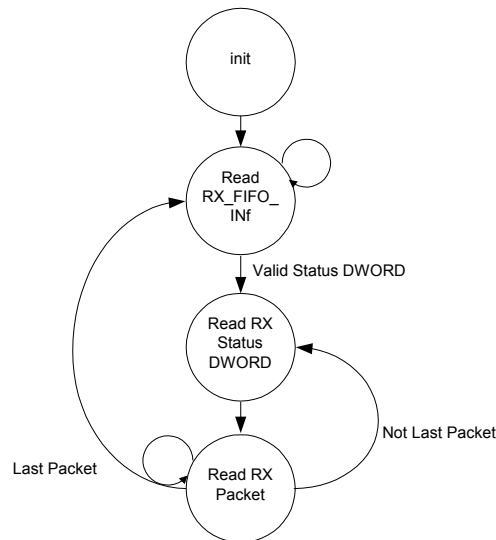 init
Read
RX_FIFO_
INf
Valid Status DWORD
Read RX
Status
DWORD
Not Last Packet
Last Packet
Read RX
Packet